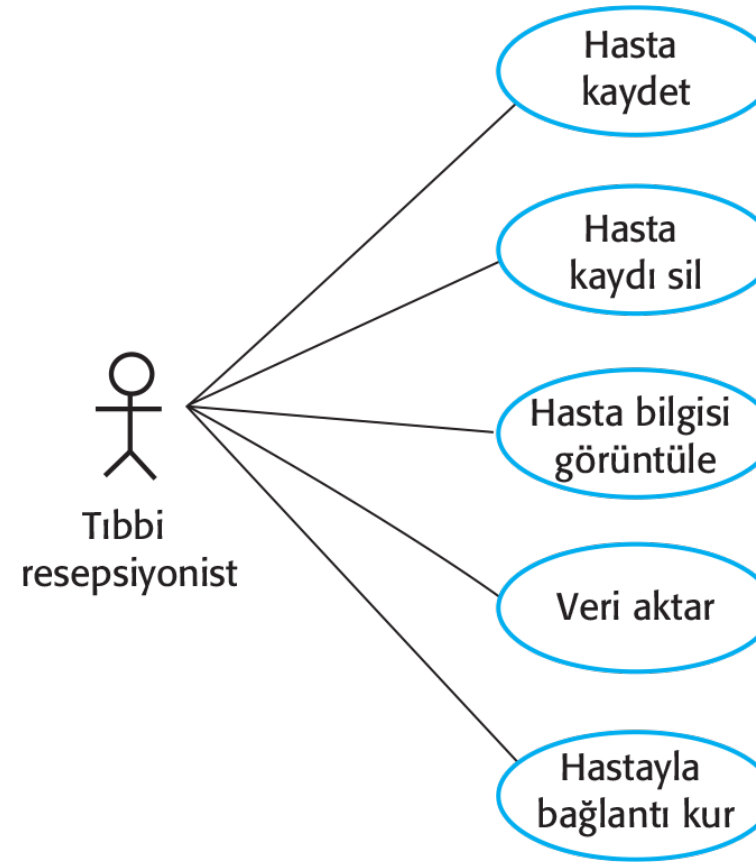 Hasta
kaydet
Hasta
kaydı sil
Hasta bilgisi
görüntüle
Tıbbi
resepsiyonist
Veri aktar
Hastayla
bağlantı kur